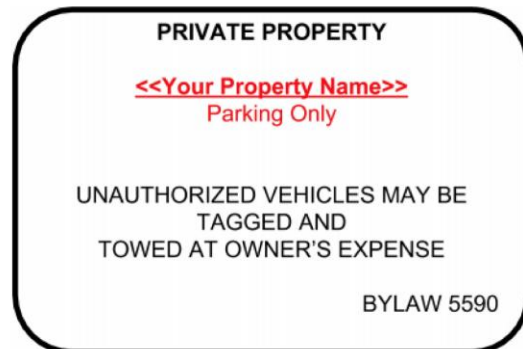 PRIVATE PROPERTY
<<Your Property Name>>
Parking Only
UNAUTHORIZED VEHICLES MAY BE
TAGGED AND
TOWED AT OWNER'S EXPENSE
BYLAW 5590